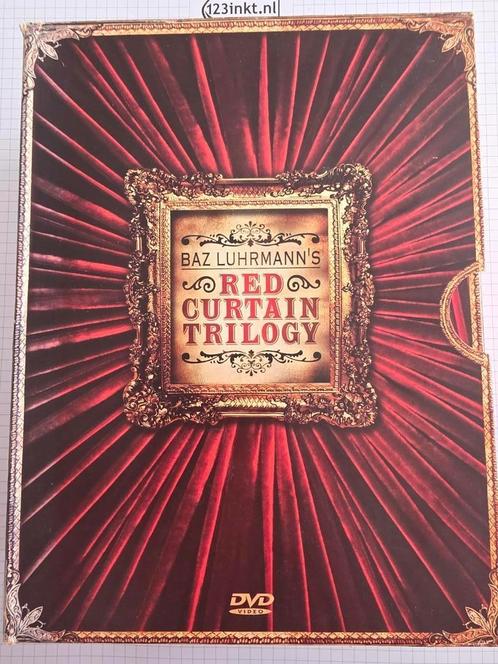 123inkt.nl
BAZ LUHRMANN'S
RED
CURTAIN
TRILOGY
DVD
VIDEO